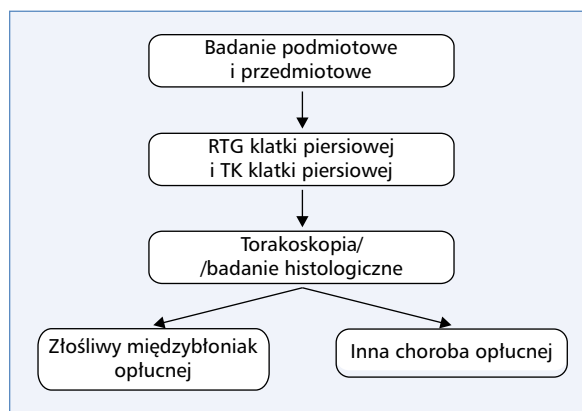 Badanie podmiotowe
i przedmiotowe
RTG klatki piersiowej
i TK klatki piersiowej
Torakoskopia/
/badanie histologiczne
Złośliwy międzybłoniak
opłucnej
Inna choroba opłucnej